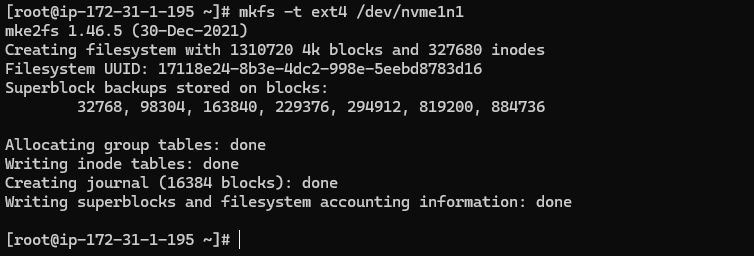 [root@ip-172-31-1-195 ~]# mkfs -t ext4 /dev/nvme1n1
mke2fs 1.46.5 (30-Dec-2021)
Creating filesystem with 1310720 4k blocks and 327680 inodes
Filesystem UUID: 17118e24-8b3e-4dc2-998e-5eebd8783d16
Superblock backups stored on blocks:
        32768, 98304, 163840, 229376, 294912, 819200, 884736

Allocating group tables: done
Writing inode tables: done
Creating journal (16384 blocks): done
Writing superblocks and filesystem accounting information: done

[root@ip-172-31-1-195 ~]#